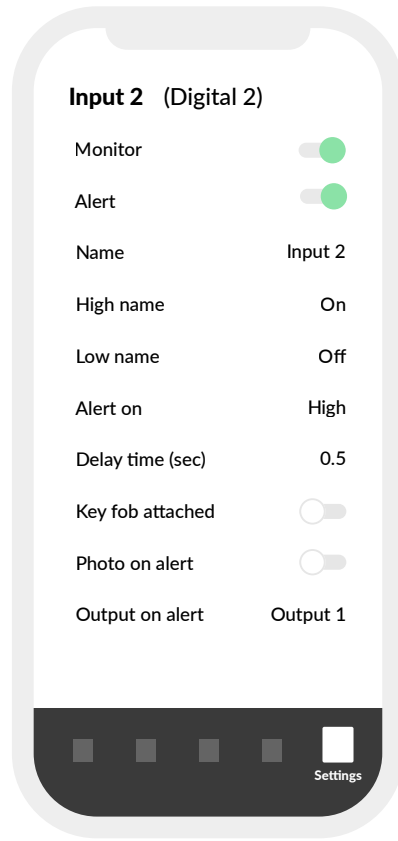 Input 2 (Digital 2)
Monitor
Alert
Name Input 2
High name On
Low name Off
Alert on High
Delay time (sec) 0.5
Key fob attached
Photo on alert
Output on alert Output 1
Settings